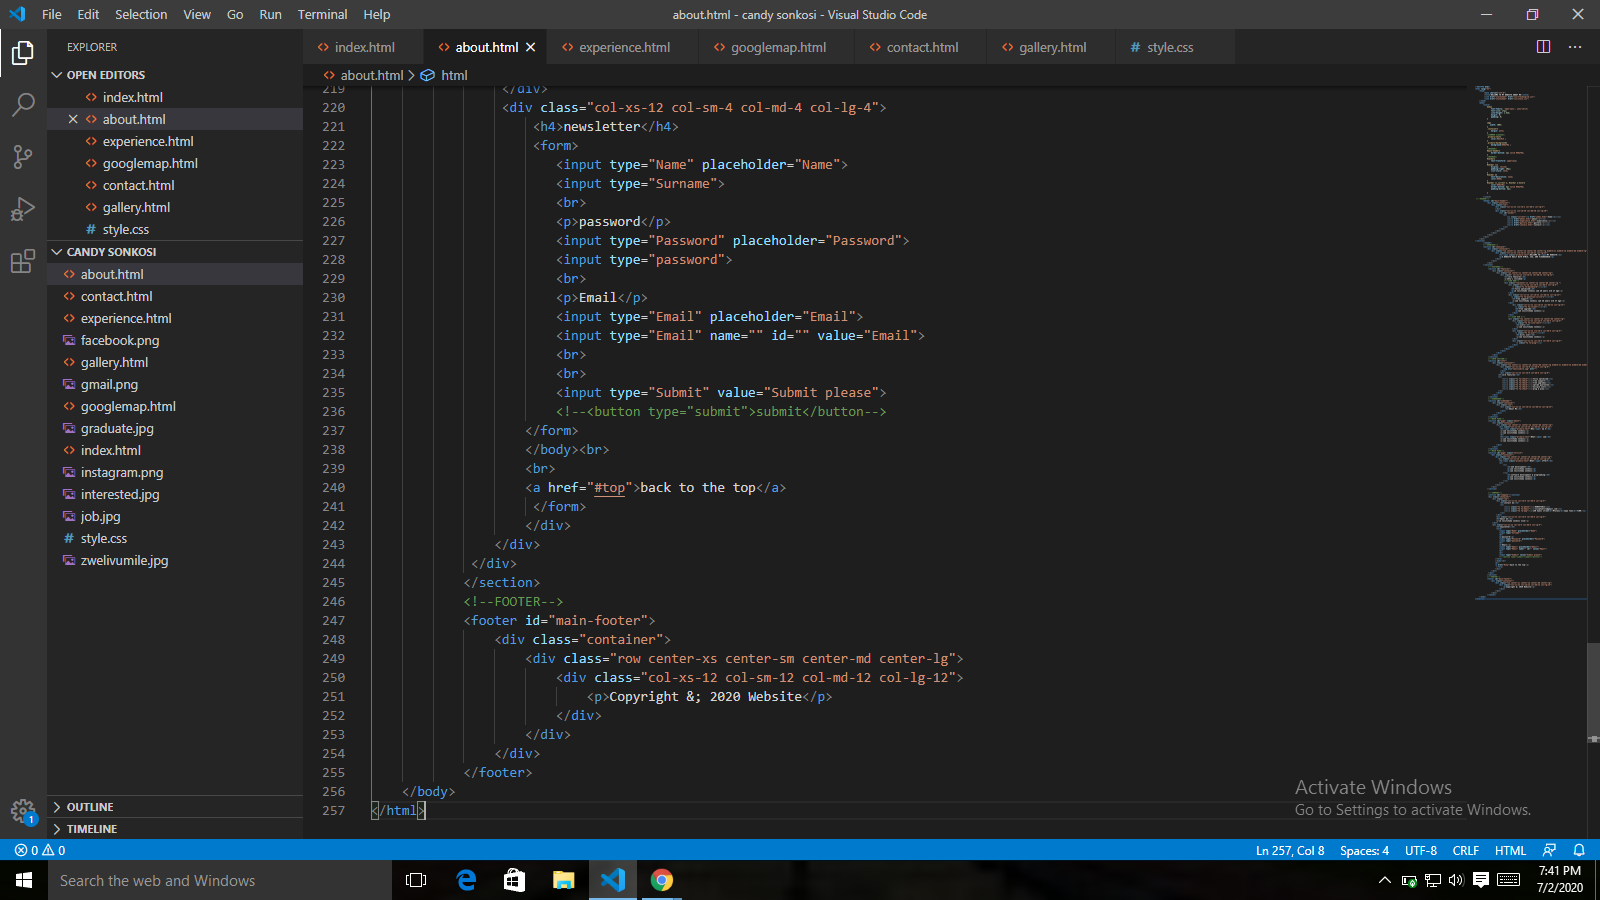 File Edit Selection View Go Run Terminal Help
about.html - candy sonkosi - Visual Studio Code
EXPLORER
OPEN EDITORS
index.html
about.html
experience.html
googlemap.html
contact.html
gallery.html
# style.css
CANDY SONKOSI
about.html
contact.html
experience.html
facebook.png
gallery.html
gmail.png
googlemap.html
graduate.jpg
index.html
instagram.png
interested.jpg
job.jpg
# style.css
zwelivumile.jpg
OUTLINE
TIMELINE
1
index.html about.html experience.html googlemap.html contact.html gallery.html # style.css
about.html > html
219 </div>
220 <div class="col-xs-12 col-sm-4 col-md-4 col-lg-4">
221 <h4>newsletter</h4>
222 <form>
223 <input type="Name" placeholder="Name">
224 <input type="Surname">
225 <br>
226 <p>password</p>
227 <input type="Password" placeholder="Password">
228 <input type="password">
229 <br>
230 <p>Email</p>
231 <input type="Email" placeholder="Email">
232 <input type="Email" name="" id="" value="Email">
233 <br>
234 <br>
235 <input type="Submit" value="Submit please">
236 <!--<button type="submit">submit</button-->
237 </form>
238 </body><br>
239 <br>
240 <a href="#top">back to the top</a>
241 </form>
242 </div>
243 </div>
244 </div>
245 </section>
246 <!--FOOTER-->
247 <footer id="main-footer">
248 <div class="container">
249 <div class="row center-xs center-sm center-md center-lg">
250 <div class="col-xs-12 col-sm-12 col-md-12 col-lg-12">
251 <p>Copyright &; 2020 Website</p>
252 </div>
253 </div>
254 </div>
255 </footer>
256 </body>
257 </html>
Activate Windows
Go to Settings to activate Windows.
0 0
Ln 257, Col 8 Spaces: 4 UTF-8 CRLF HTML
Search the web and Windows
7:41 PM
7/2/2020